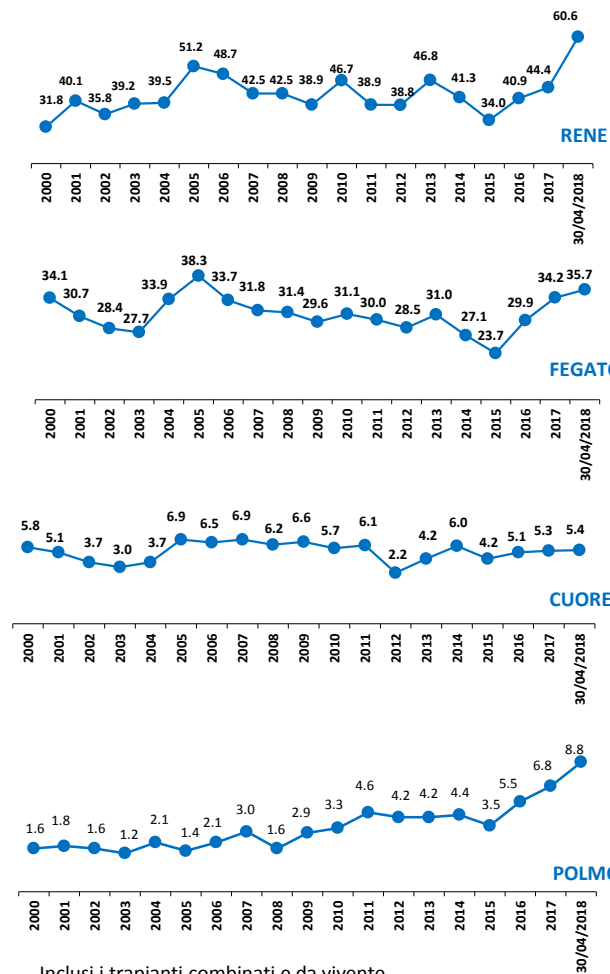 31.8 40.1 35.8 39.2 39.5 51.2 48.7 42.5 42.5 38.9 46.7 38.9 38.8 46.8 41.3 34.0 40.9 44.4 60.6
RENE
2000 2001 2002 2003 2004 2005 2006 2007 2008 2009 2010 2011 2012 2013 2014 2015 2016 2017 30/04/2018
34.1 30.7 28.4 27.7 33.9 38.3 33.7 31.8 31.4 29.6 31.1 30.0 28.5 31.0 27.1 23.7 29.9 34.2 35.7
FEGATO
2000 2001 2002 2003 2004 2005 2006 2007 2008 2009 2010 2011 2012 2013 2014 2015 2016 2017 30/04/2018
5.8 5.1 3.7 3.0 3.7 6.9 6.5 6.9 6.2 6.6 5.7 6.1 2.2 4.2 6.0 4.2 5.1 5.3 5.4
CUORE
2000 2001 2002 2003 2004 2005 2006 2007 2008 2009 2010 2011 2012 2013 2014 2015 2016 2017 30/04/2018
1.6 1.8 1.6 1.2 2.1 1.4 2.1 3.0 1.6 2.9 3.3 4.6 4.2 4.2 4.4 3.5 5.5 6.8 8.8
POLMO
2000 2001 2002 2003 2004 2005 2006 2007 2008 2009 2010 2011 2012 2013 2014 2015 2016 2017 30/04/2018
Inclusi i trapianti combinati e da vivente